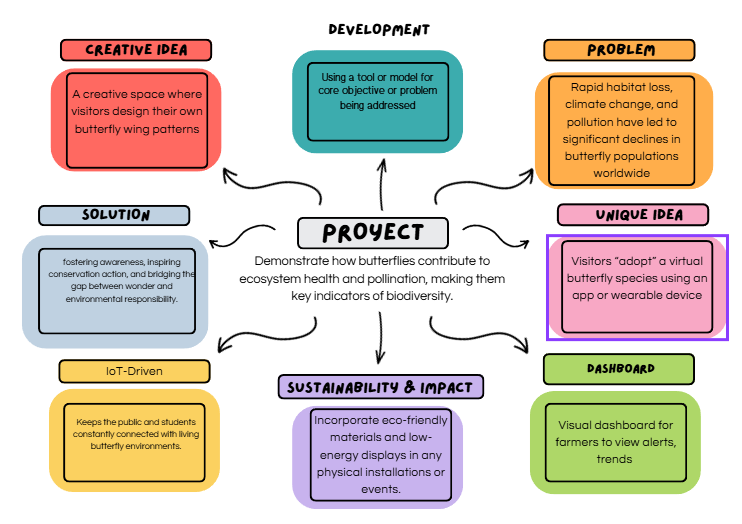 DEVELOPMENT
CREATIVE IDEA
PROBLEM
A creative space where
visitors design their own
butterfly wing patterns
Using a tool or model for
core objective or problem
being addressed
Rapid habitat loss,
climate change, and
pollution have led to
significant declines in
butterfly populations
worldwide
SOLUTION
PROYECT
UNIQUE IDEA
fostering awareness, inspiring
conservation action, and bridging the
gap between wonder and
environmental responsibility.
Demonstrate how butterflies contribute to
ecosystem health and pollination, making them
key indicators of biodiversity.
Visitors “adopt” a virtual
butterfly species using an
app or wearable device
IoT-Driven
SUSTAINABILITY & IMPACT
DASHBOARD
Keeps the public and students
constantly connected with living
butterfly environments.
Incorporate eco-friendly
materials and low-
energy displays in any
physical installations or
events.
Visual dashboard for
farmers to view alerts,
trends